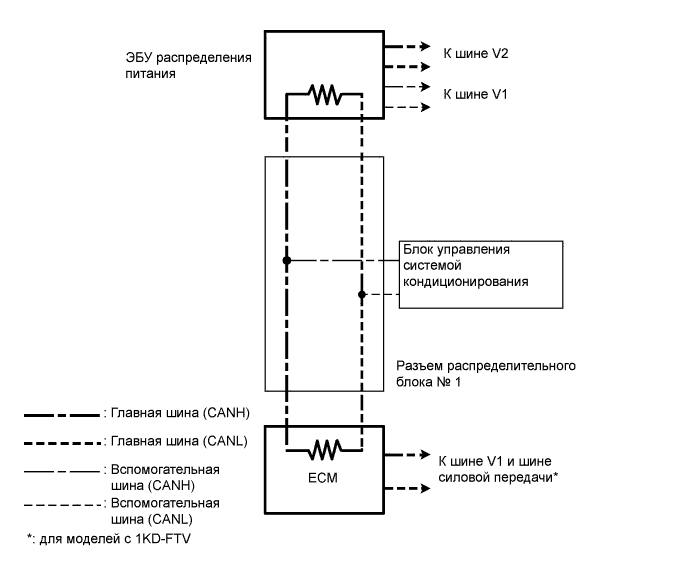 ЭБУ распределения
питания
К шине V2
К шине V1
Блок управления
системой
кондиционирования
Разъем распределительного
блока № 1
: Главная шина (CANH)
: Главная шина (CANL)
: Вспомогательная
шина (CANH)
: Вспомогательная
шина (CANL)
*: для моделей с 1KD-FTV
ECM
К шине V1 и шине
силовой передачи*